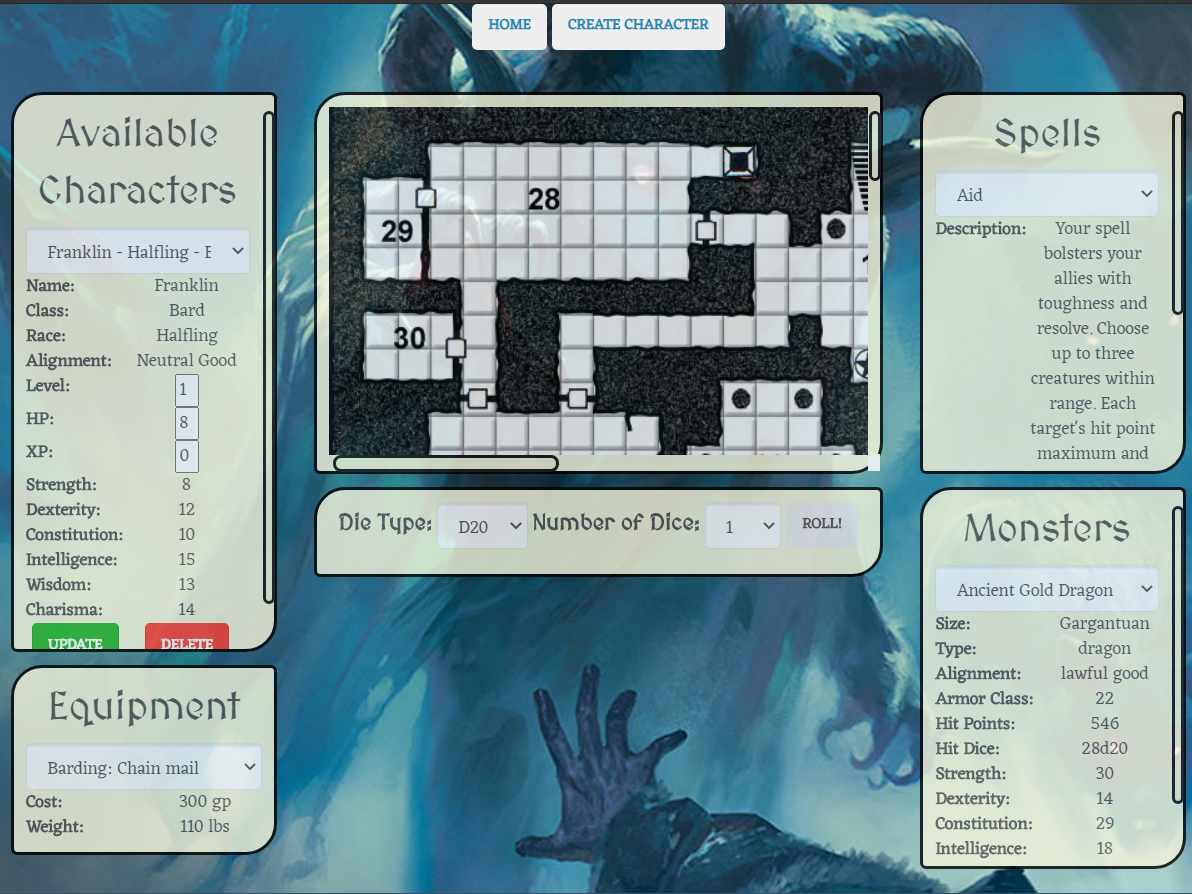 HOME
CREATE CHARACTER
Available
Characters
Franklin - Halfling - E
Name: Franklin
Class: Bard
Race: Halfling
Alignment: Neutral Good
Level: 1
HP: 8
XP: 0
Strength: 8
Dexterity: 12
Constitution: 10
Intelligence: 15
Wisdom: 13
Charisma: 14
UPDATE DELETE
Equipment
Barding: Chain mail
Cost: 300 gp
Weight: 110 lbs
28
29
30
Die Type: D20 Number of Dice: 1 ROLL!
Spells
Aid
Description: Your spell
bolsters your
allies with
toughness and
resolve. Choose
up to three
creatures within
range. Each
target's hit point
maximum and
Monsters
Ancient Gold Dragon
Size: Gargantuan
Type: dragon
Alignment: lawful good
Armor Class: 22
Hit Points: 546
Hit Dice: 28d20
Strength: 30
Dexterity: 14
Constitution: 29
Intelligence: 18